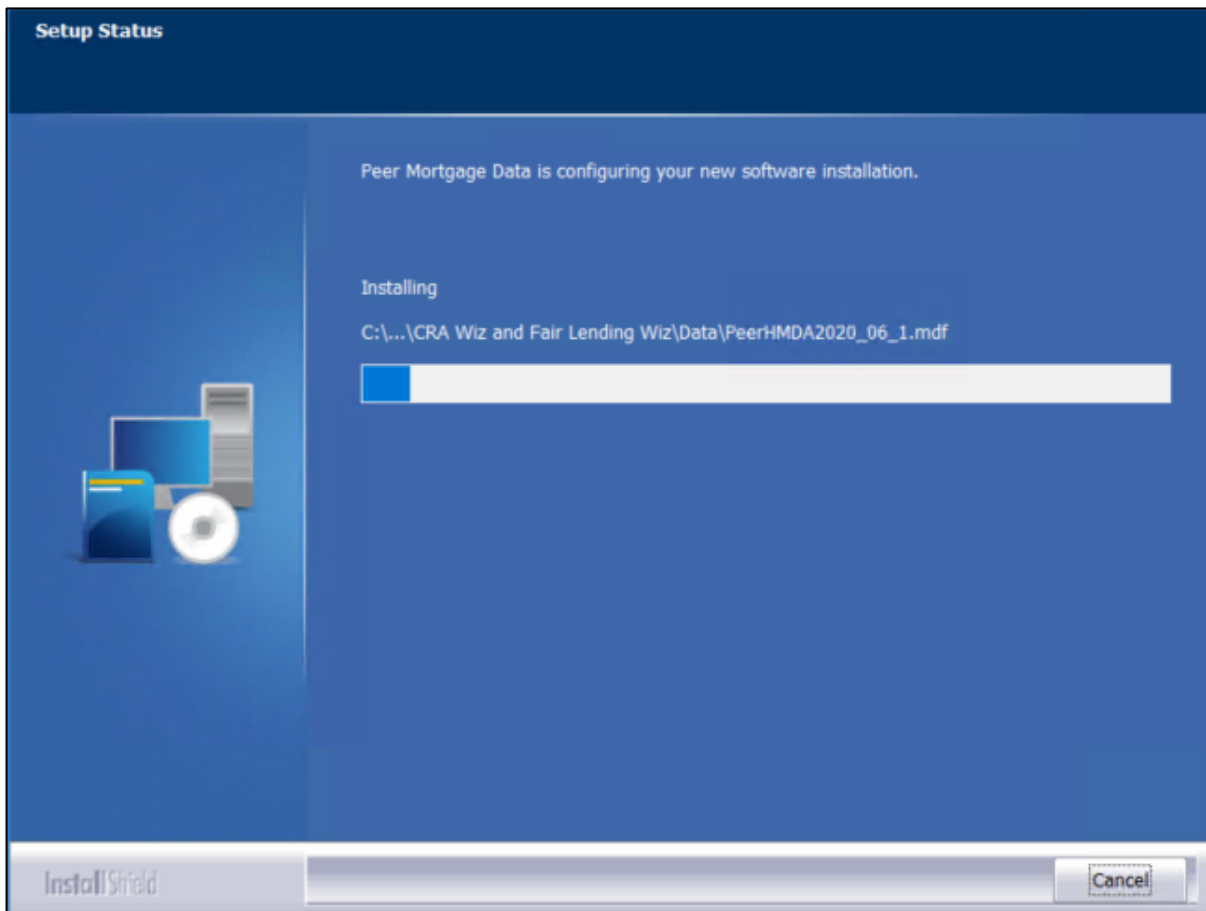 Setup Status
Peer Mortgage Data is configuring your new software installation.
Installing
C:\...\CRA Wiz and Fair Lending Wiz\Data\PeerHMDA2020_06_1.mdf
InstallShield
Cancel